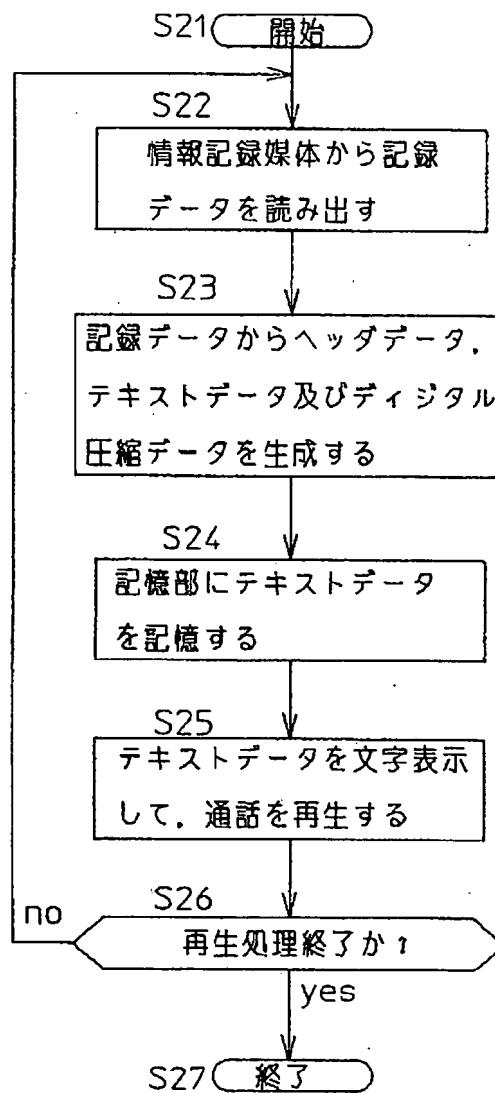 S21 開始
S22
情報記録媒体から記録
データを読み出す
S23
記録データからヘッダデータ，
テキストデータ及びディジタル
圧縮データを生成する
S24
記憶部にテキストデータ
を記憶する
S25
テキストデータを文字表示
して，通話を再生する
S26
no
再生処理終了か？
yes
S27 終了